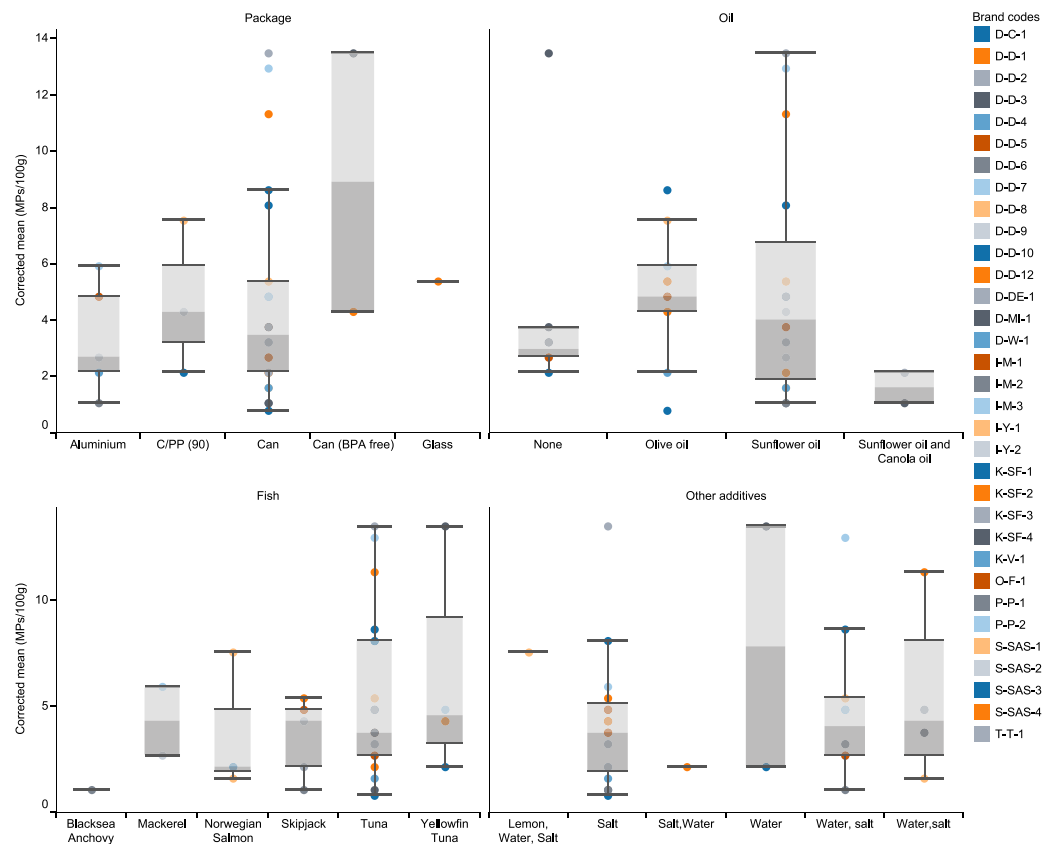 Package
Oil
Brand codes
Corrected mean (MPs/100g)
14
12
10
8
6
4
2
0
Aluminium
C/PP (90)
Can
Can (BPA free)
Glass
None
Olive oil
Sunflower oil
Sunflower oil and
Canola oil
Fish
Other additives
Corrected mean (MPs/100g)
10
5
0
Blacksea
Anchovy
Mackerel
Norwegian
Salmon
Skipjack
Tuna
Yellowfin
Tuna
Lemon,
Water, Salt
Salt
Salt,Water
Water
Water, salt
Water,salt
D-C-1
D-D-1
D-D-2
D-D-3
D-D-4
D-D-5
D-D-6
D-D-7
D-D-8
D-D-9
D-D-10
D-D-12
D-DE-1
D-MI-1
D-W-1
I-M-1
I-M-2
I-M-3
I-Y-1
I-Y-2
K-SF-1
K-SF-2
K-SF-3
K-SF-4
K-V-1
O-F-1
P-P-1
P-P-2
S-SAS-1
S-SAS-2
S-SAS-3
S-SAS-4
T-T-1